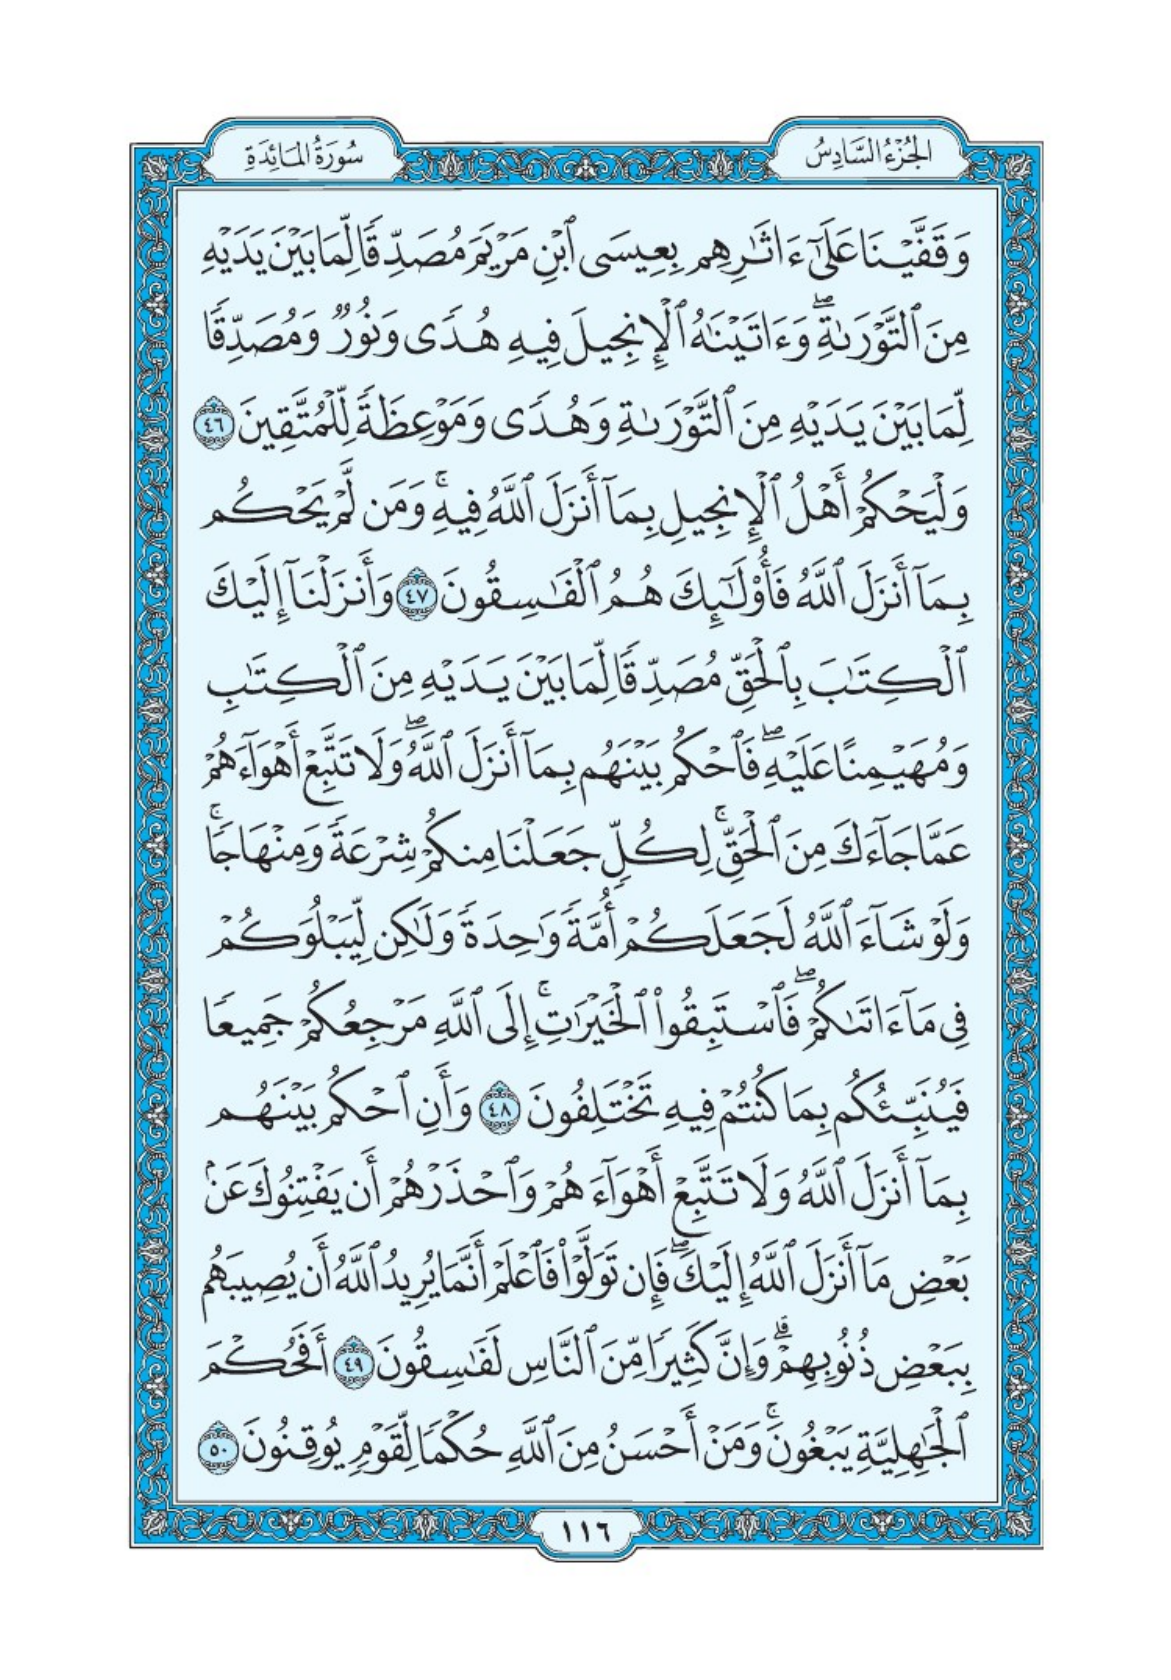 الجُزْءُ السَّادِسُ
سُورَةُ المَائِدَةِ
وَقَفَّيْنَا عَلَىٰٓ ءَاثَٰرِهِم بِعِيسَى ٱبْنِ مَرْيَمَ مُصَدِّقًا لِّمَا بَيْنَ يَدَيْهِ
مِنَ ٱلتَّوْرَىٰةِۖ وَءَاتَيْنَٰهُ ٱلْإِنجِيلَ فِيهِ هُدًى وَنُورٌ وَمُصَدِّقًا
لِّمَا بَيْنَ يَدَيْهِ مِنَ ٱلتَّوْرَىٰةِ وَهُدًى وَمَوْعِظَةً لِّلْمُتَّقِينَ ٤٦
وَلْيَحْكُمْ أَهْلُ ٱلْإِنجِيلِ بِمَآ أَنزَلَ ٱللَّهُ فِيهِۚ وَمَن لَّمْ يَحْكُم
بِمَآ أَنزَلَ ٱللَّهُ فَأُو۟لَٰٓئِكَ هُمُ ٱلْفَٰسِقُونَ ٤٧ وَأَنزَلْنَآ إِلَيْكَ
ٱلْكِتَٰبَ بِٱلْحَقِّ مُصَدِّقًا لِّمَا بَيْنَ يَدَيْهِ مِنَ ٱلْكِتَٰبِ
وَمُهَيْمِنًا عَلَيْهِۖ فَٱحْكُم بَيْنَهُم بِمَآ أَنزَلَ ٱللَّهُۖ وَلَا تَتَّبِعْ أَهْوَآءَهُمْ
عَمَّا جَآءَكَ مِنَ ٱلْحَقِّۚ لِكُلٍّ جَعَلْنَا مِنكُمْ شِرْعَةً وَمِنْهَاجًاۚ
وَلَوْ شَآءَ ٱللَّهُ لَجَعَلَكُمْ أُمَّةً وَٰحِدَةً وَلَٰكِن لِّيَبْلُوَكُمْ
فِى مَآ ءَاتَىٰكُمْۖ فَٱسْتَبِقُوا۟ ٱلْخَيْرَٰتِۚ إِلَى ٱللَّهِ مَرْجِعُكُمْ جَمِيعًا
فَيُنَبِّئُكُم بِمَا كُنتُمْ فِيهِ تَخْتَلِفُونَ ٤٨ وَأَنِ ٱحْكُم بَيْنَهُم
بِمَآ أَنزَلَ ٱللَّهُ وَلَا تَتَّبِعْ أَهْوَآءَهُمْ وَٱحْذَرْهُمْ أَن يَفْتِنُوكَ عَنۢ
بَعْضِ مَآ أَنزَلَ ٱللَّهُ إِلَيْكَۖ فَإِن تَوَلَّوْا۟ فَٱعْلَمْ أَنَّمَا يُرِيدُ ٱللَّهُ أَن يُصِيبَهُم
بِبَعْضِ ذُنُوبِهِمْۗ وَإِنَّ كَثِيرًا مِّنَ ٱلنَّاسِ لَفَٰسِقُونَ ٤٩ أَفَحُكْمَ
ٱلْجَٰهِلِيَّةِ يَبْغُونَۚ وَمَنْ أَحْسَنُ مِنَ ٱللَّهِ حُكْمًا لِّقَوْمٍ يُوقِنُونَ ٥٠
١١٦